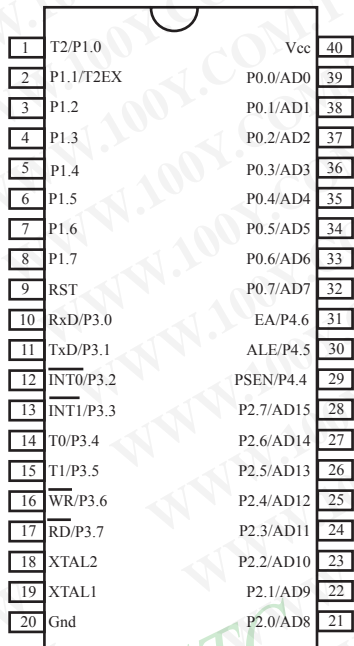 1 T2/P1.0 Vcc 40
2 P1.1/T2EX P0.0/AD0 39
3 P1.2 P0.1/AD1 38
4 P1.3 P0.2/AD2 37
5 P1.4 P0.3/AD3 36
6 P1.5 P0.4/AD4 35
7 P1.6 P0.5/AD5 34
8 P1.7 P0.6/AD6 33
9 RST P0.7/AD7 32
10 RxD/P3.0 EA/P4.6 31
11 TxD/P3.1 ALE/P4.5 30
12 INT0/P3.2 PSEN/P4.4 29
13 INT1/P3.3 P2.7/AD15 28
14 T0/P3.4 P2.6/AD14 27
15 T1/P3.5 P2.5/AD13 26
16 WR/P3.6 P2.4/AD12 25
17 RD/P3.7 P2.3/AD11 24
18 XTAL2 P2.2/AD10 23
19 XTAL1 P2.1/AD9 22
20 Gnd P2.0/AD8 21